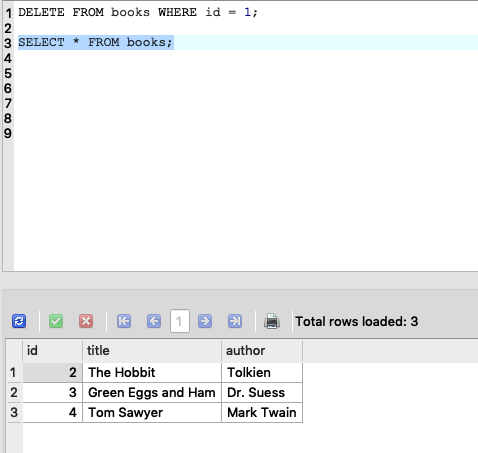 1 DELETE FROM books WHERE id = 1;
2
3 SELECT * FROM books;
4
5
6
7
8
9
1 Total rows loaded: 3
id title author
1 2 The Hobbit Tolkien
2 3 Green Eggs and Ham Dr. Suess
3 4 Tom Sawyer Mark Twain